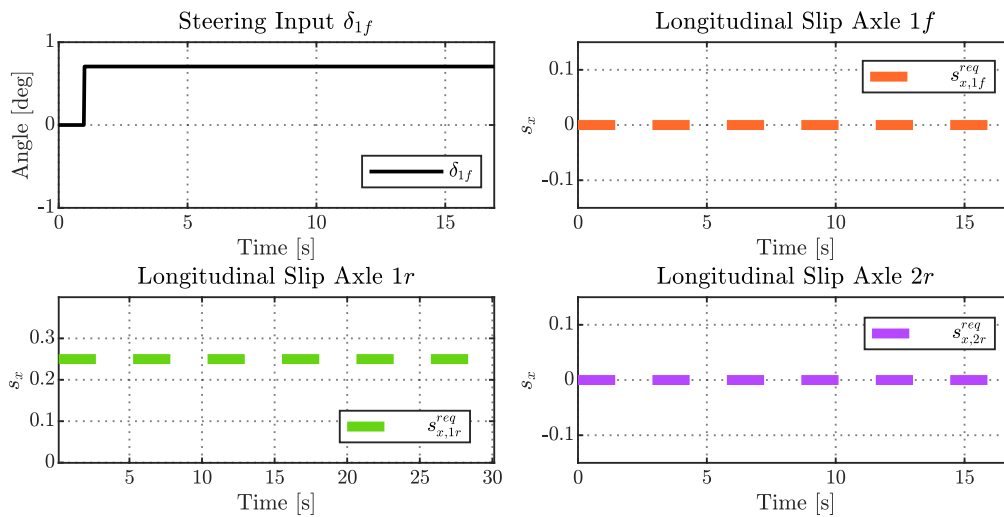 Steering Input δ1f
1
0
-1
Angle [deg]
δ1f
0 5 10 15
Time [s]
Longitudinal Slip Axle 1f
0.1
0
-0.1
sx
s^{req}_{x,1f}
0 5 10 15
Time [s]
Longitudinal Slip Axle 1r
0.3
0.2
0.1
0
sx
s^{req}_{x,1r}
5 10 15 20 25 30
Time [s]
Longitudinal Slip Axle 2r
0.1
0
-0.1
sx
s^{req}_{x,2r}
0 5 10 15
Time [s]